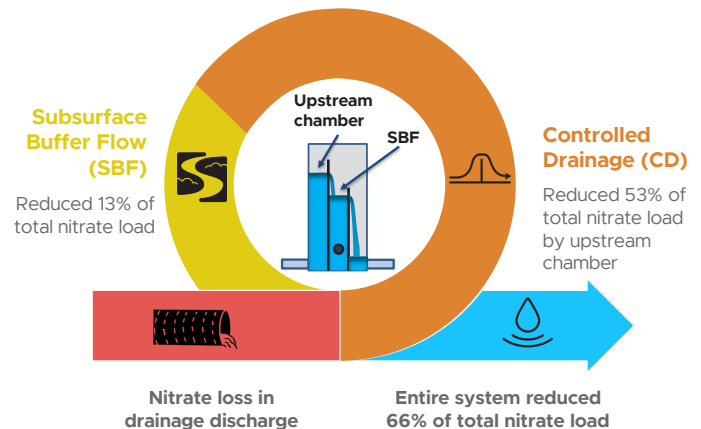 Upstream
chamber
SBF
Subsurface
Buffer Flow
(SBF)
Reduced 13% of
total nitrate load
Controlled
Drainage (CD)
Reduced 53% of
total nitrate load
by upstream
chamber
Nitrate loss in
drainage discharge
Entire system reduced
66% of total nitrate load